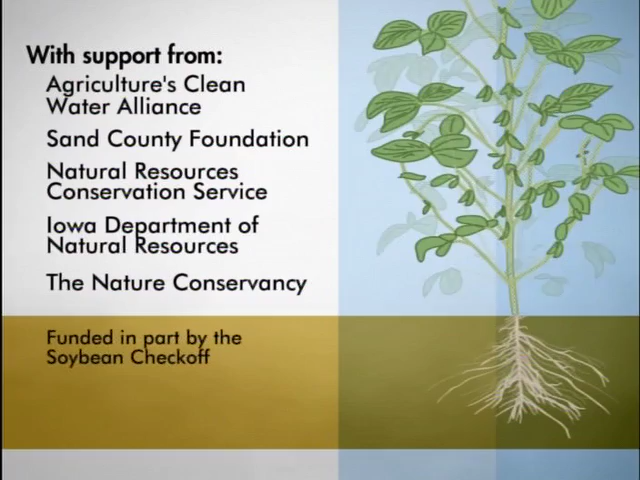 With support from:
Agriculture's Clean
Water Alliance
Sand County Foundation
Natural Resources
Conservation Service
Iowa Department of
Natural Resources
The Nature Conservancy
Funded in part by the
Soybean Checkoff